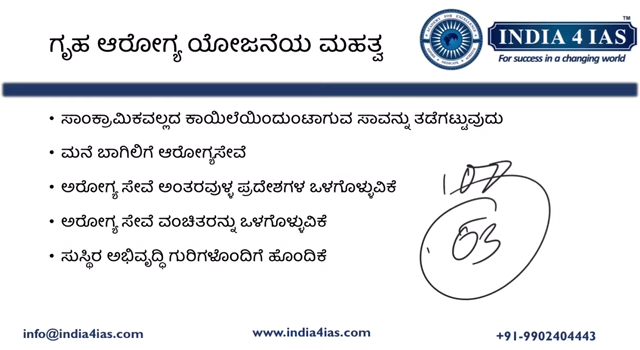 ಗೃಹ ಆರೋಗ್ಯ ಯೋಜನೆಯ ಮಹತ್ವ
INDIA 4 IAS
For success in a changing world
• ಸಾಂಕ್ರಾಮಿಕವಲ್ಲದ ಕಾಯಿಲೆಯಿಂದುಂಟಾಗುವ ಸಾವನ್ನು ತಡೆಗಟ್ಟುವುದು
• ಮನೆ ಬಾಗಿಲಿಗೆ ಆರೋಗ್ಯಸೇವೆ
• ಅರೋಗ್ಯ ಸೇವೆ ಅಂತರವುಳ್ಳ ಪ್ರದೇಶಗಳ ಒಳಗೊಳ್ಳುವಿಕೆ
• ಅರೋಗ್ಯ ಸೇವೆ ವಂಚಿತರನ್ನು ಒಳಗೊಳ್ಳುವಿಕೆ
• ಸುಸ್ಥಿರ ಅಭಿವೃದ್ಧಿ ಗುರಿಗಳೊಂದಿಗೆ ಹೊಂದಿಕೆ
63
info@india4ias.com
www.india4ias.com
+91-9902404443